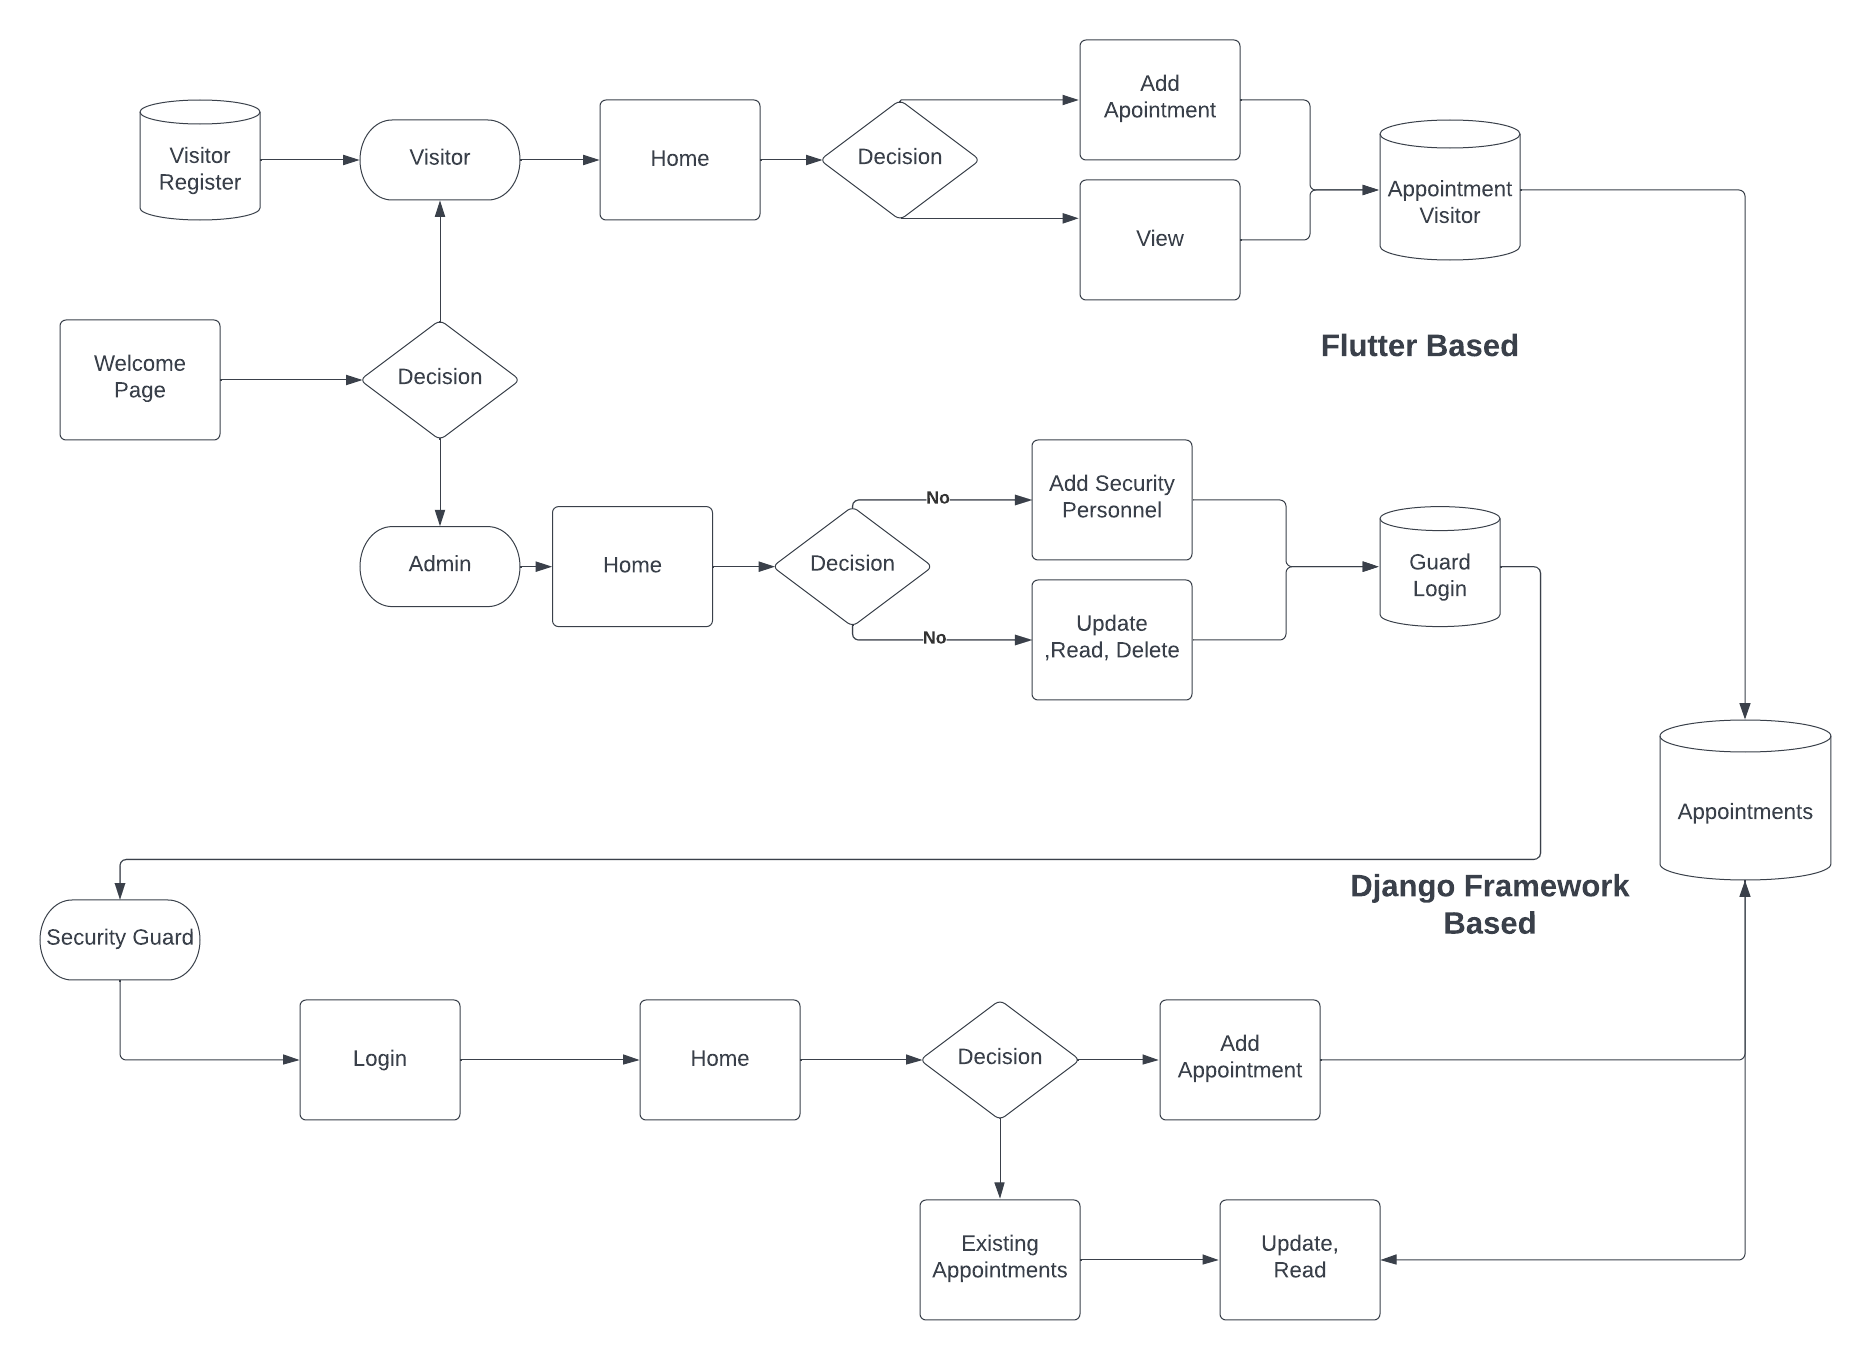 Add
Apointment
Visitor
Register
Visitor
Home
Decision
View
Appointment
Visitor
Flutter Based
Welcome
Page
Decision
Admin
Home
Decision
No
No
Add Security
Personnel
Update
,Read, Delete
Guard
Login
Appointments
Django Framework
Based
Security Guard
Login
Home
Decision
Add
Appointment
Existing
Appointments
Update,
Read